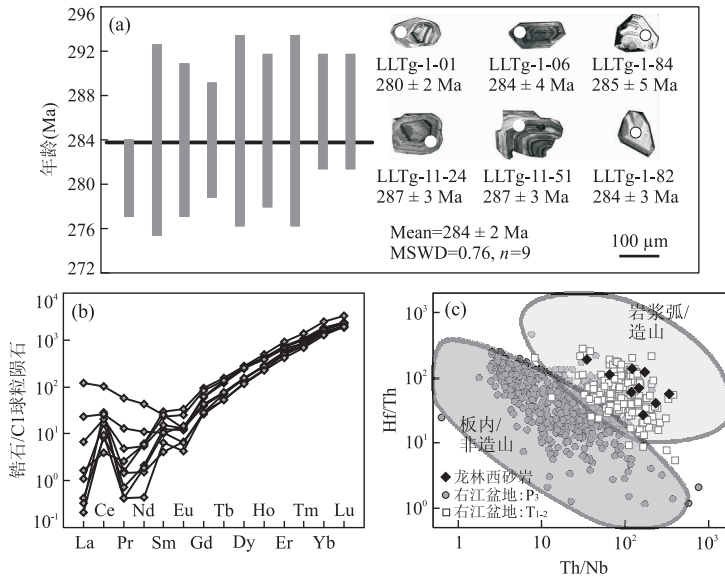 (a)
296
292
288
284
280
276
272
年龄(Ma)
LLTg-1-01
280 ± 2 Ma
LLTg-1-06
284 ± 4 Ma
LLTg-1-84
285 ± 5 Ma
LLTg-11-24
287 ± 3 Ma
LLTg-11-51
287 ± 3 Ma
LLTg-1-82
284 ± 3 Ma
Mean=284 ± 2 Ma
MSWD=0.76, n=9
100 μm
(b)
10⁴
10³
10²
10¹
10⁰
10⁻¹
锆石/C1球粒陨石
Ce Nd Eu Tb Ho Tm Lu
La Pr Sm Gd Dy Er Yb
(c)
10³
10²
10¹
10⁰
Hf/Th
岩浆弧/
造山
板内/
非造山
龙林西砂岩
右江盆地: P₃
右江盆地: T₁₋₂
1 10 10² 10³
Th/Nb